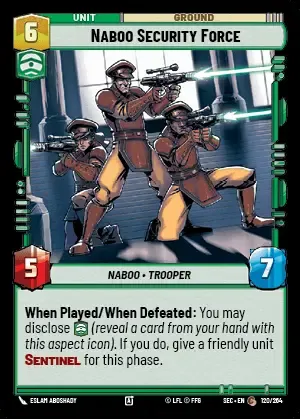 UNIT
GROUND
6
NABOO SECURITY FORCE
5
7
NABOO • TROOPER
When Played/When Defeated: You may
disclose (reveal a card from your hand with
this aspect icon). If you do, give a friendly unit
SENTINEL for this phase.
ESLAM ABOSHADY
© LFL © FFG
SEC • EN
120/264